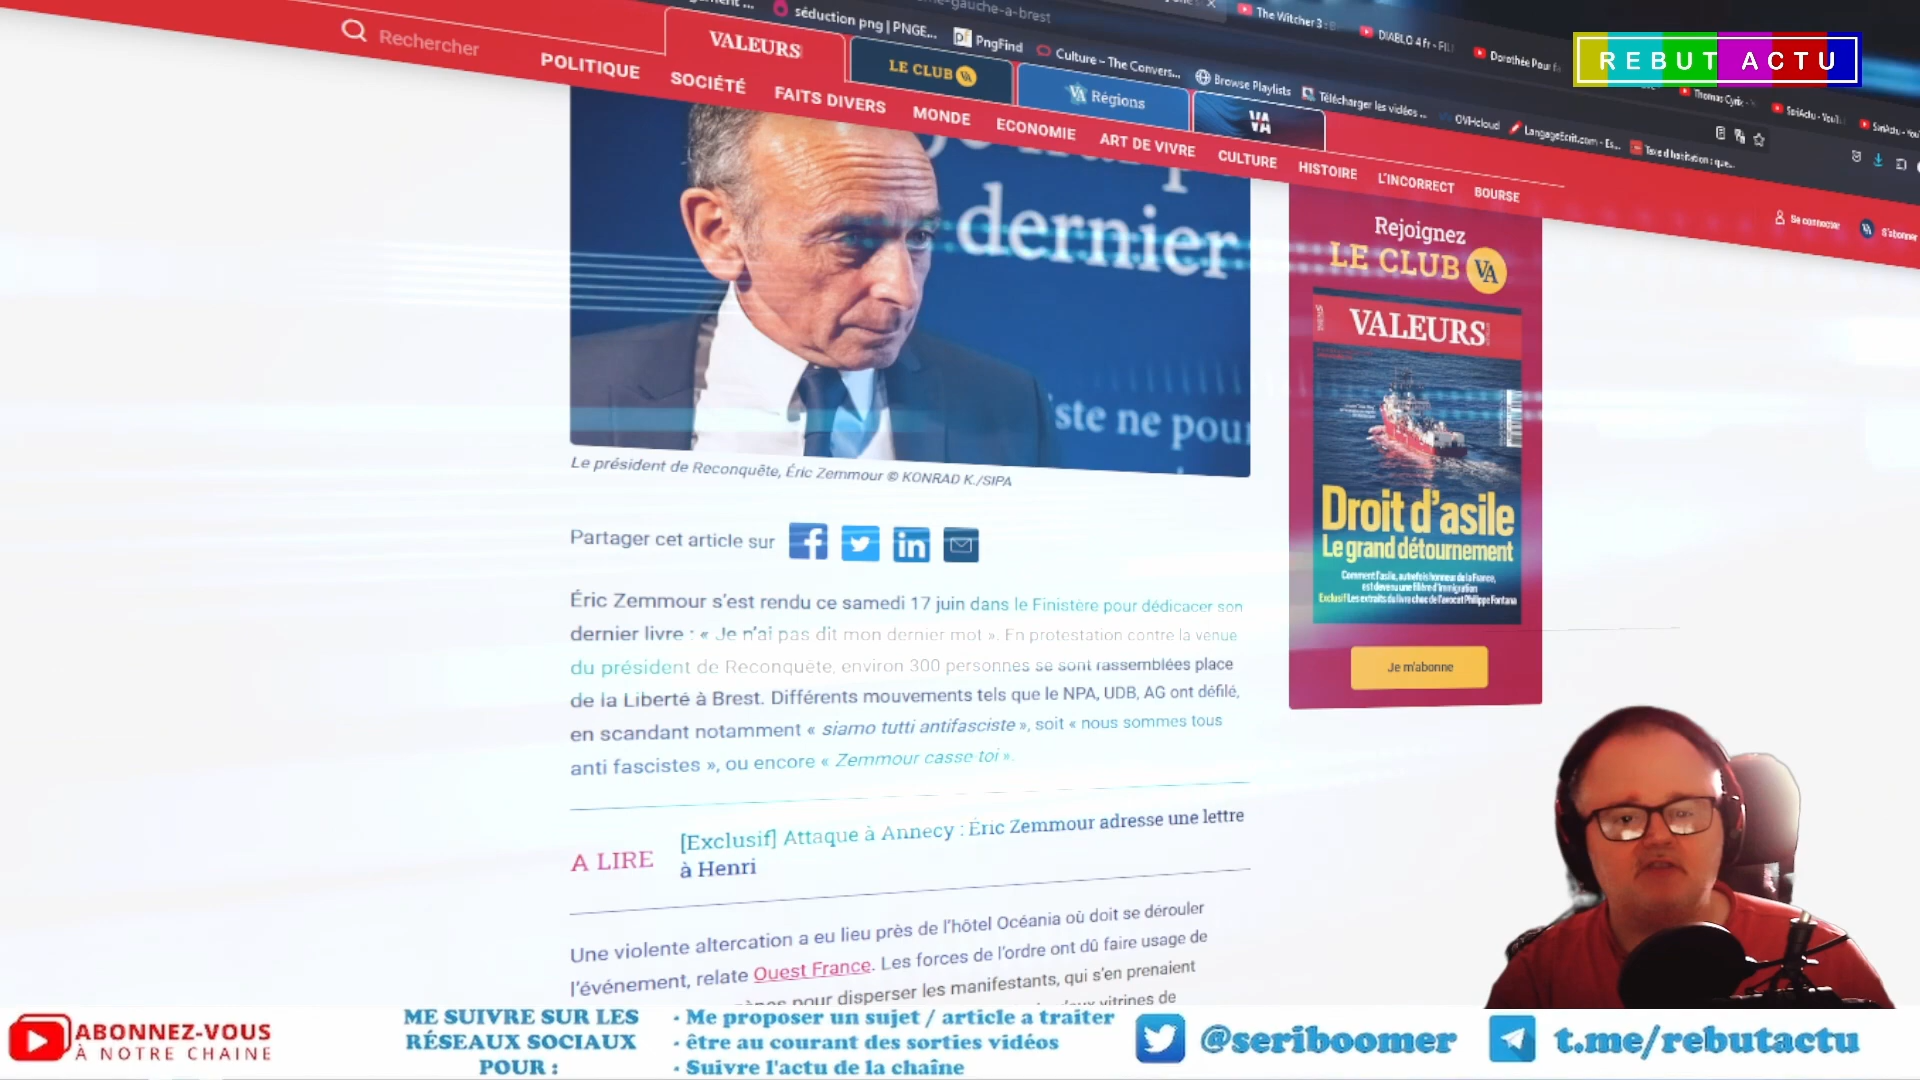 séduction png | PNGE...
PngFind
Culture – The Convers...
Browse Playlists
Télécharger les vidéos ...
OVHcloud
LangageEcrit.com - Es...
Taxe d'habitation : que...
The Witcher 3 :
DIABLO 4 fr - FIL
Dorothée Pour
Thomas Cyrix -
SeriActu - YouTu
SeriActu - You
REBUT ACTU
Rechercher
VALEURS
LE CLUB VA
VA Régions
VA
POLITIQUE
SOCIÉTÉ
FAITS DIVERS
MONDE
ECONOMIE
ART DE VIVRE
CULTURE
HISTOIRE
L'INCORRECT
BOURSE
Se connecter
S'abonner
dernier
iste ne pour
Le président de Reconquête, Éric Zemmour © KONRAD K./SIPA
Partager cet article sur
Éric Zemmour s'est rendu ce samedi 17 juin dans le Finistère pour dédicacer son
dernier livre : « Je n'ai pas dit mon dernier mot ». En protestation contre la venue
du président de Reconquête, environ 300 personnes se sont rassemblées place
de la Liberté à Brest. Différents mouvements tels que le NPA, UDB, AG ont défilé,
en scandant notamment « siamo tutti antifasciste », soit « nous sommes tous
anti fascistes », ou encore « Zemmour casse toi ».
A LIRE
[Exclusif] Attaque à Annecy : Éric Zemmour adresse une lettre
à Henri
Une violente altercation a eu lieu près de l'hôtel Océania où doit se dérouler
l'événement, relate Ouest France. Les forces de l'ordre ont dû faire usage de
pour disperser les manifestants, qui s'en prenaient
vitrines de
Rejoignez
LE CLUB VA
VALEURS
Droit d'asile
Le grand détournement
Comment l'asile, autrefois honneur de la France,
est devenu une filière d'immigration
Exclusif Les extraits du livre choc de l'avocat Philippe Fontana
Je m'abonne
ABONNEZ-VOUS
À NOTRE CHAINE
ME SUIVRE SUR LES
RÉSEAUX SOCIAUX
POUR :
- Me proposer un sujet / article a traiter
- être au courant des sorties vidéos
- Suivre l'actu de la chaîne
@seriboomer
t.me/rebutactu